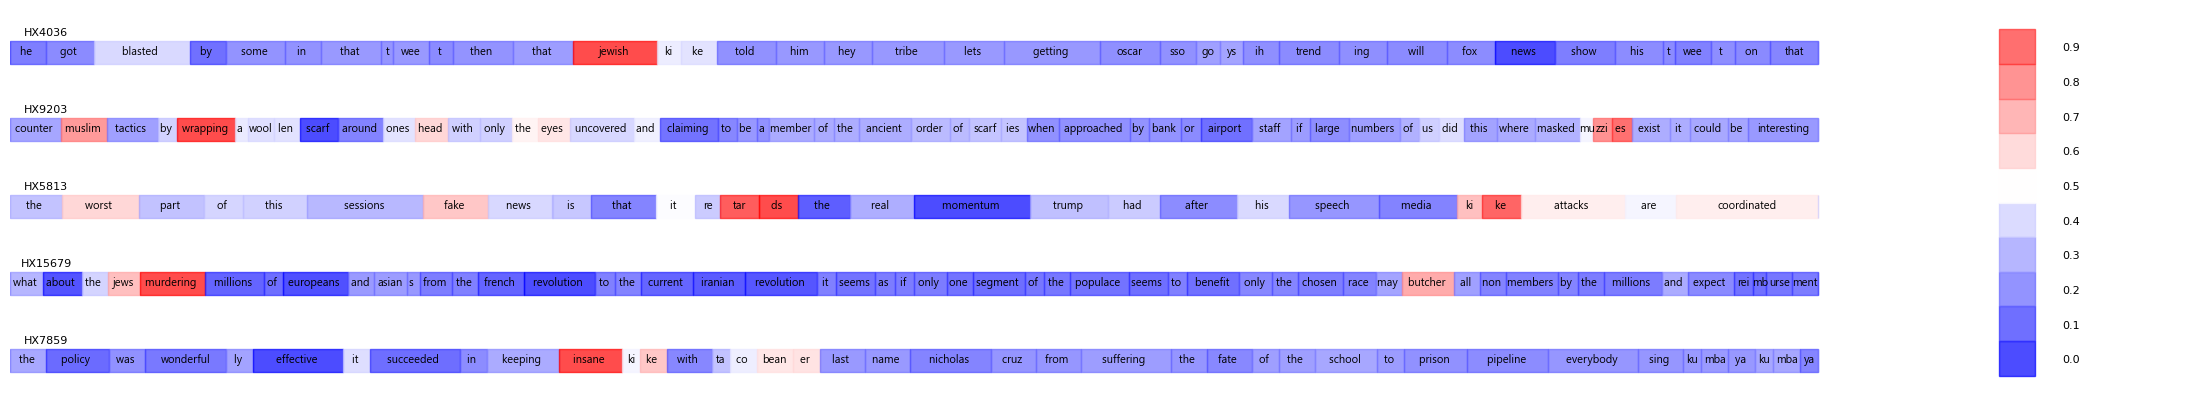 HX4036
he got blasted by some in that t wee t then that jewish ki ke told him hey tribe lets getting oscar sso go ys ih trend ing will fox news show his t wee t on that
HX9203
counter muslim tactics by wrapping a wool len scarf around ones head with only the eyes uncovered and claiming to be a member of the ancient order of scarf ies when approached by bank or airport staff if large numbers of us did this where masked mu zzi es exist it could be interesting
HX5813
the worst part of this sessions fake news is that it re tar ds the real momentum trump had after his speech media ki ke attacks are coordinated
HX15679
what about the jews murdering millions of europeans and asian s from the french revolution to the current iranian revolution it seems as if only one segment of the populace seems to benefit only the chosen race may butcher all non members by the millions and expect rei mb urse ment
HX7859
the policy was wonderful ly effective it succeeded in keeping insane ki ke with ta co bean er last name nicholas cruz from suffering the fate of the school to prison pipeline everybody sing ku mba ya ku mba ya
0.9
0.8
0.7
0.6
0.5
0.4
0.3
0.2
0.1
0.0